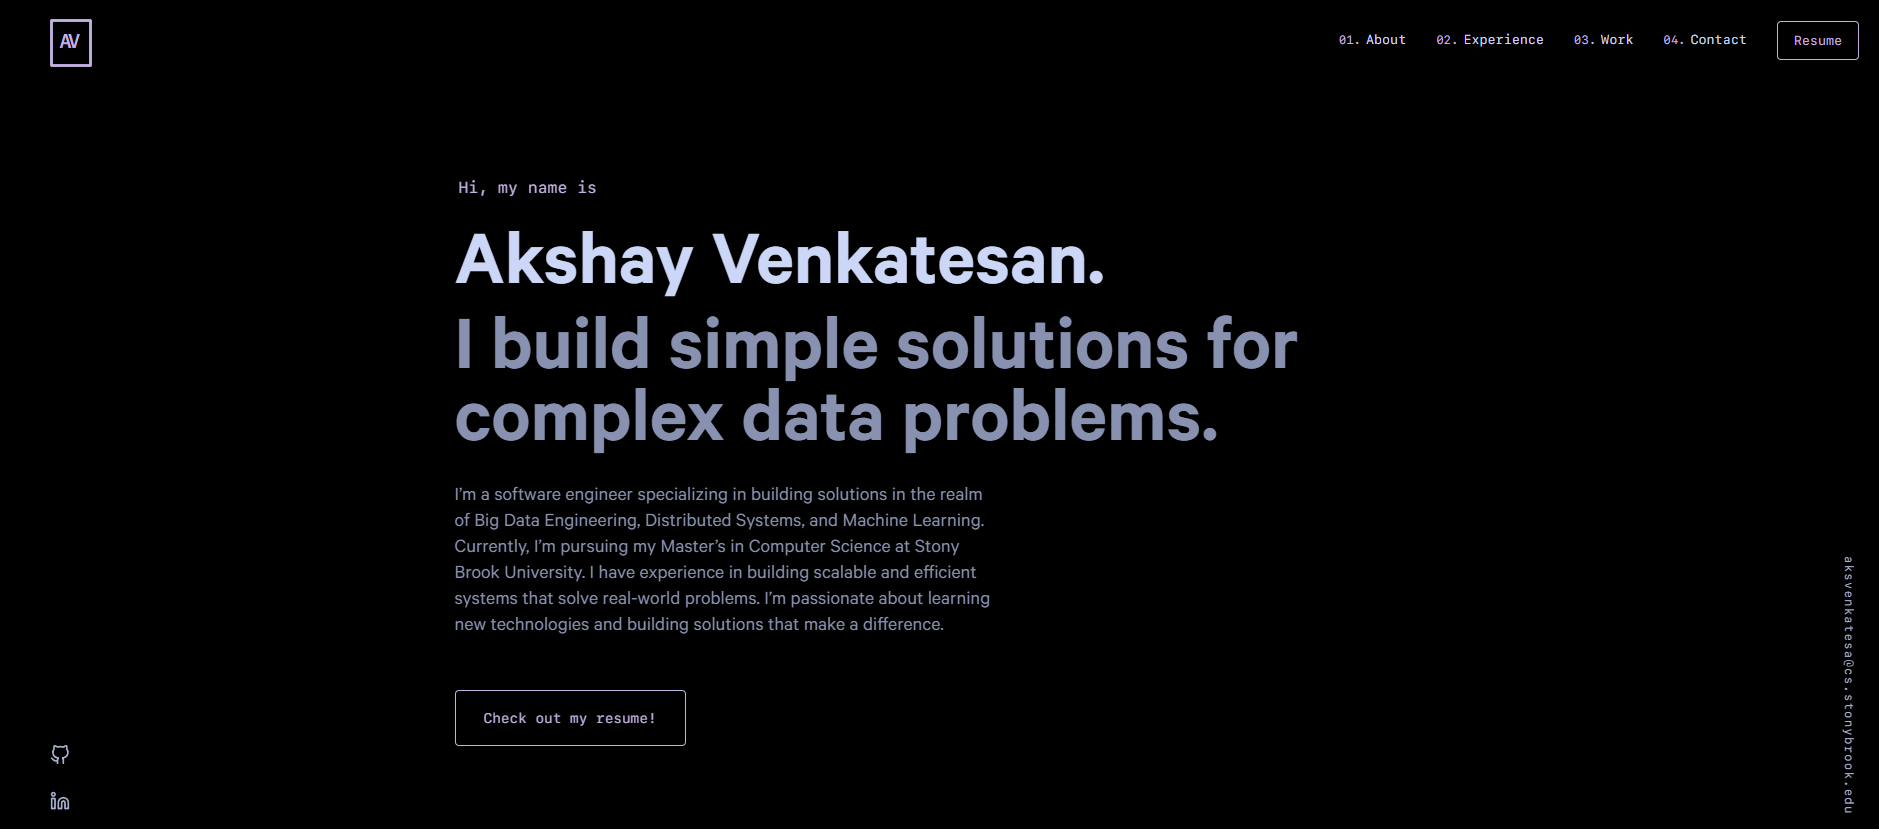 AV
01. About 02. Experience 03. Work 04. Contact Resume
Hi, my name is
Akshay Venkatesan.
I build simple solutions for
complex data problems.
I’m a software engineer specializing in building solutions in the realm
of Big Data Engineering, Distributed Systems, and Machine Learning.
Currently, I’m pursuing my Master’s in Computer Science at Stony
Brook University. I have experience in building scalable and efficient
systems that solve real-world problems. I’m passionate about learning
new technologies and building solutions that make a difference.
Check out my resume!
in
aksvenkatesa@cs.stonybrook.edu